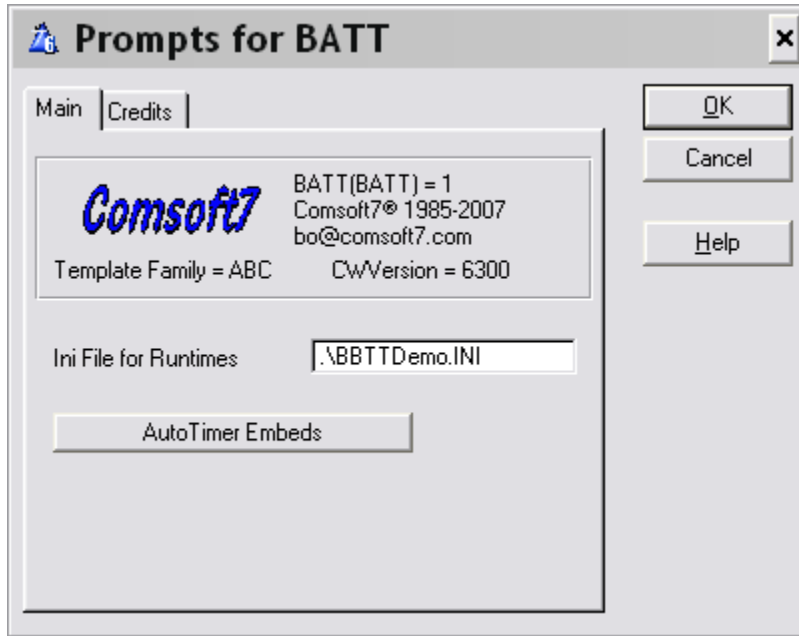 Prompts for BATT
Main
Credits
Comsoft7
BATT(BATT) = 1
Comsoft7® 1985-2007
bo@comsoft7.com
Template Family = ABC
CWVersion = 6300
Ini File for Runtimes
.\BBTTDemo.INI
AutoTimer Embeds
OK
Cancel
Help